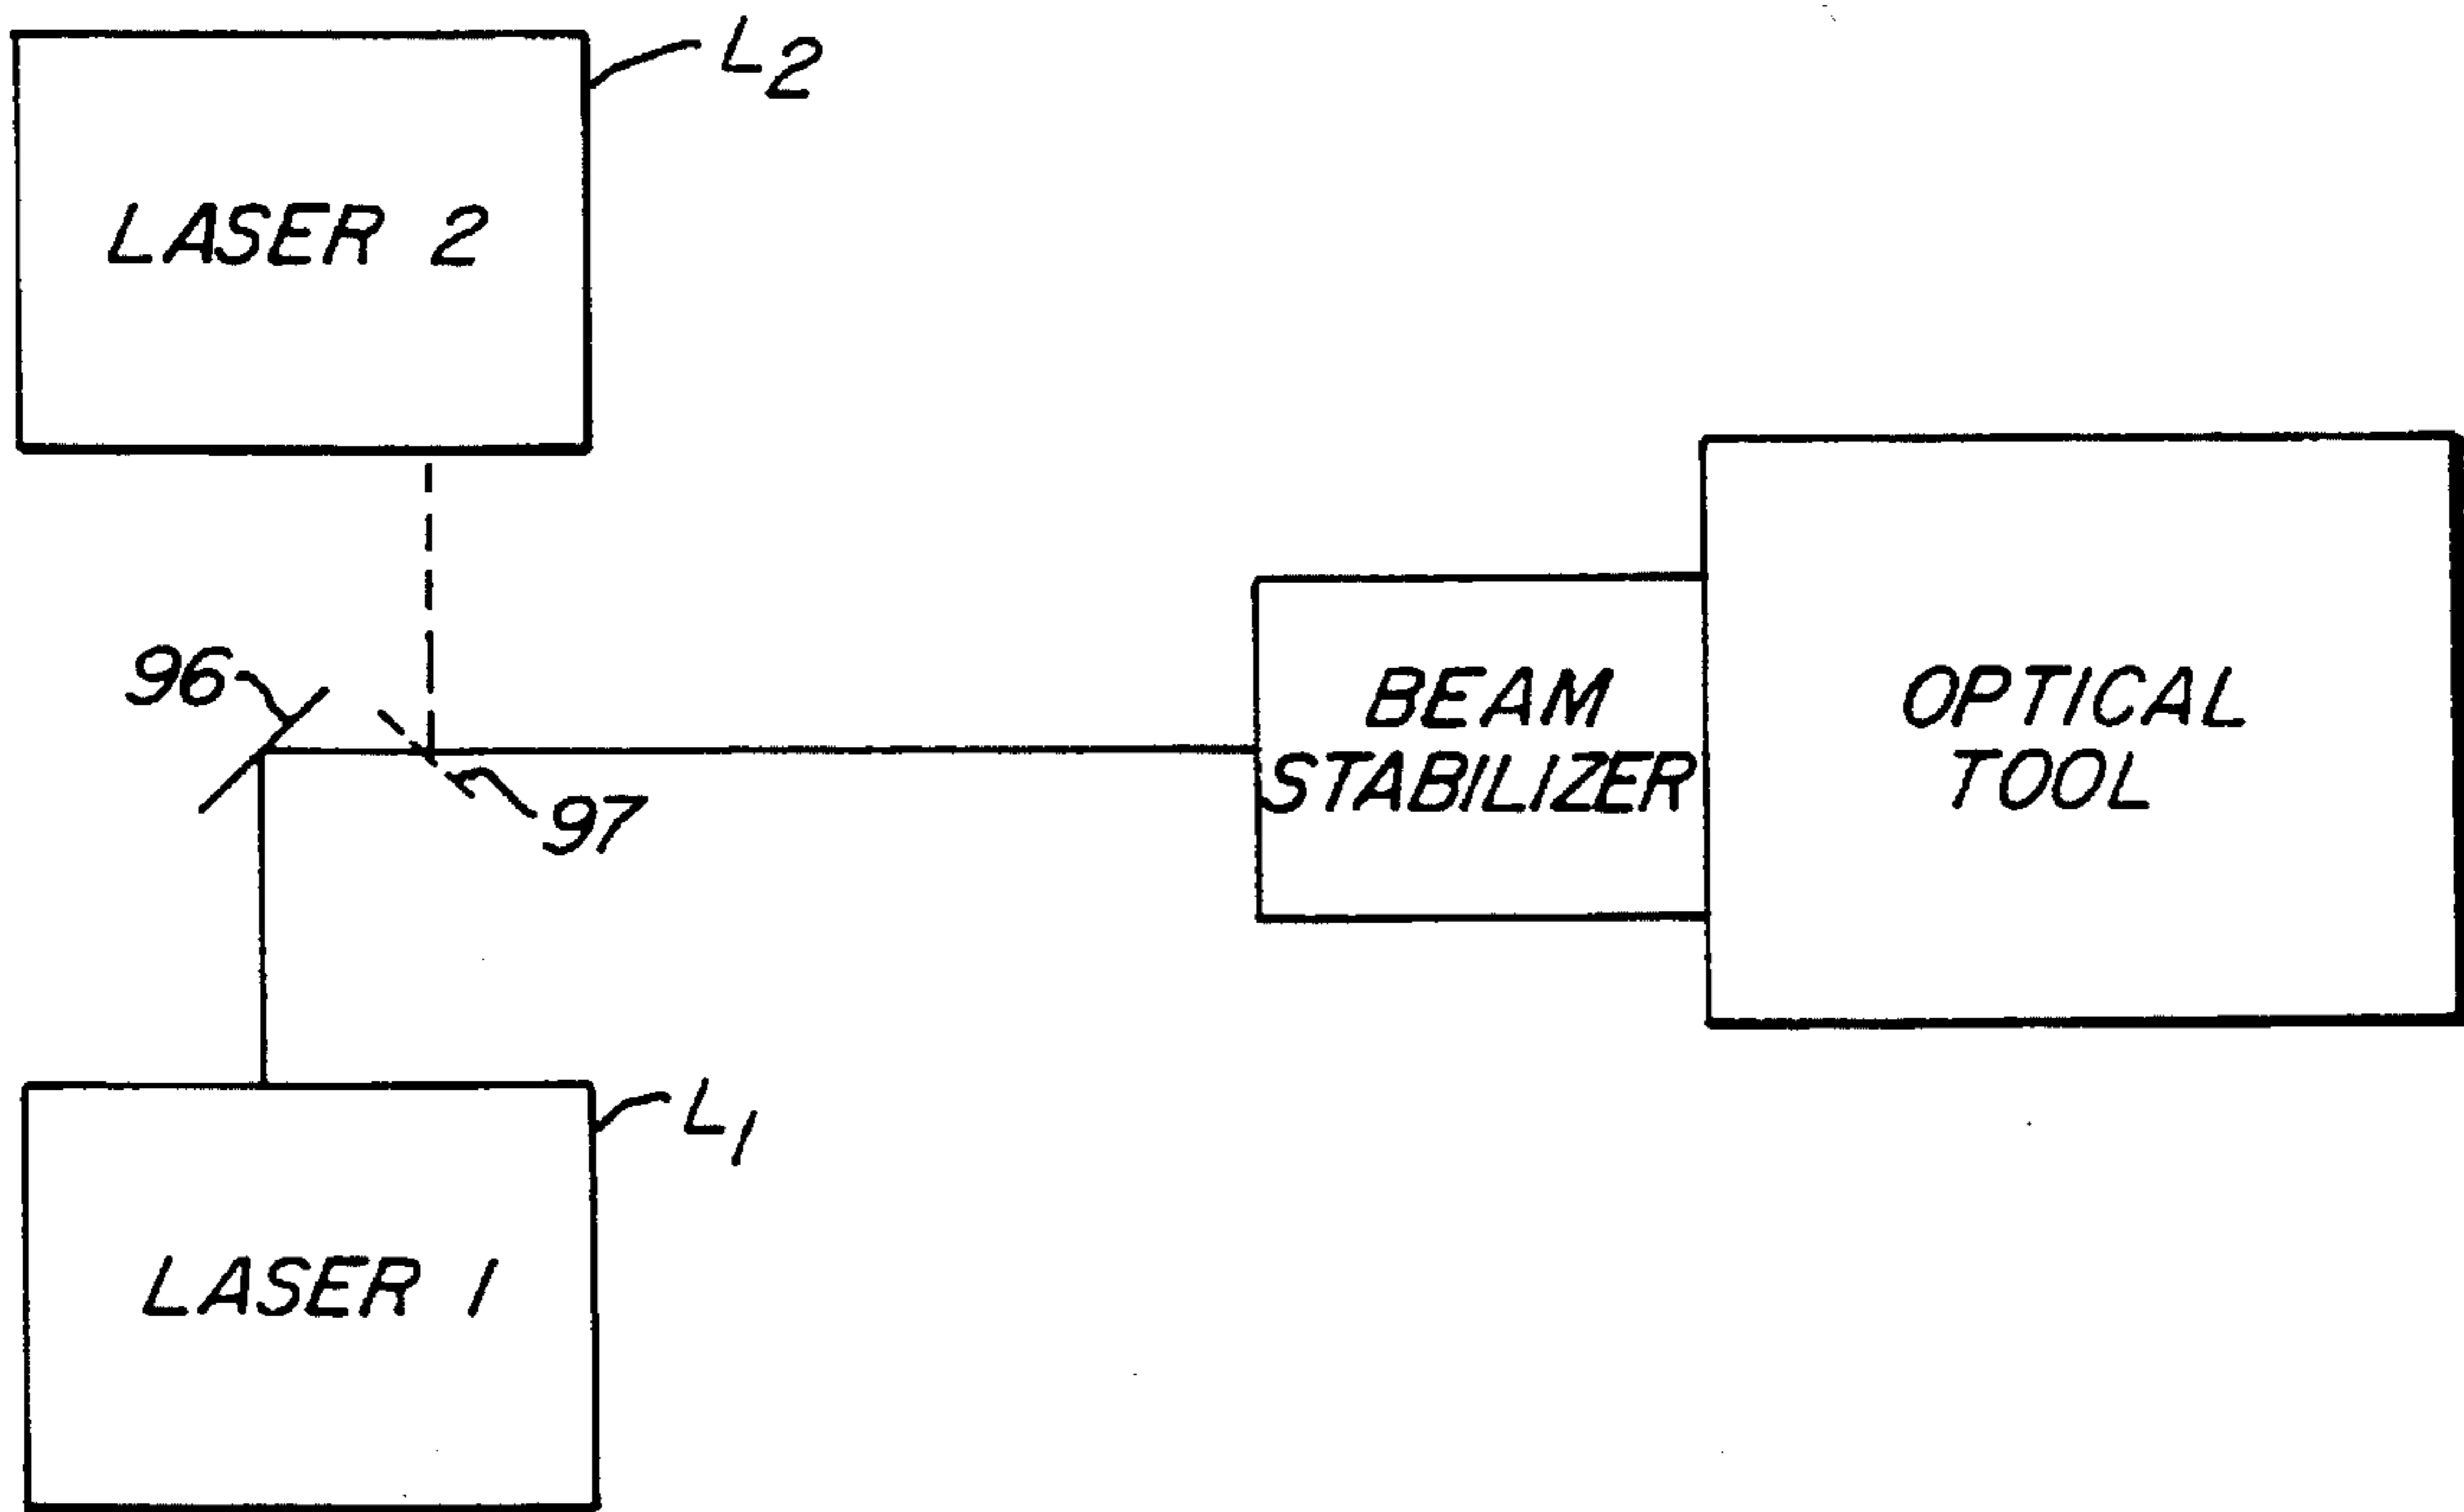 L2
LASER 2
96
97
BEAM
STABILIZER
OPTICAL
TOOL
L1
LASER 1